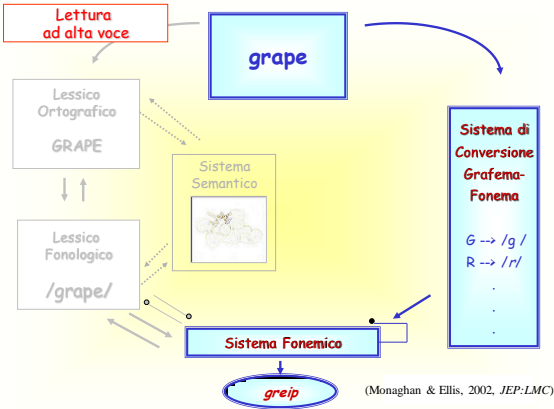 Lettura
ad alta voce
grape
Lessico
Ortografico
GRAPE
Sistema
Semantico
Lessico
Fonologico
/grape/
Sistema di
Conversione
Grafema-
Fonema
G --> /g /
R --> /r/
.
.
.
Sistema Fonemico
greip
(Monaghan & Ellis, 2002, JEP:LMC)